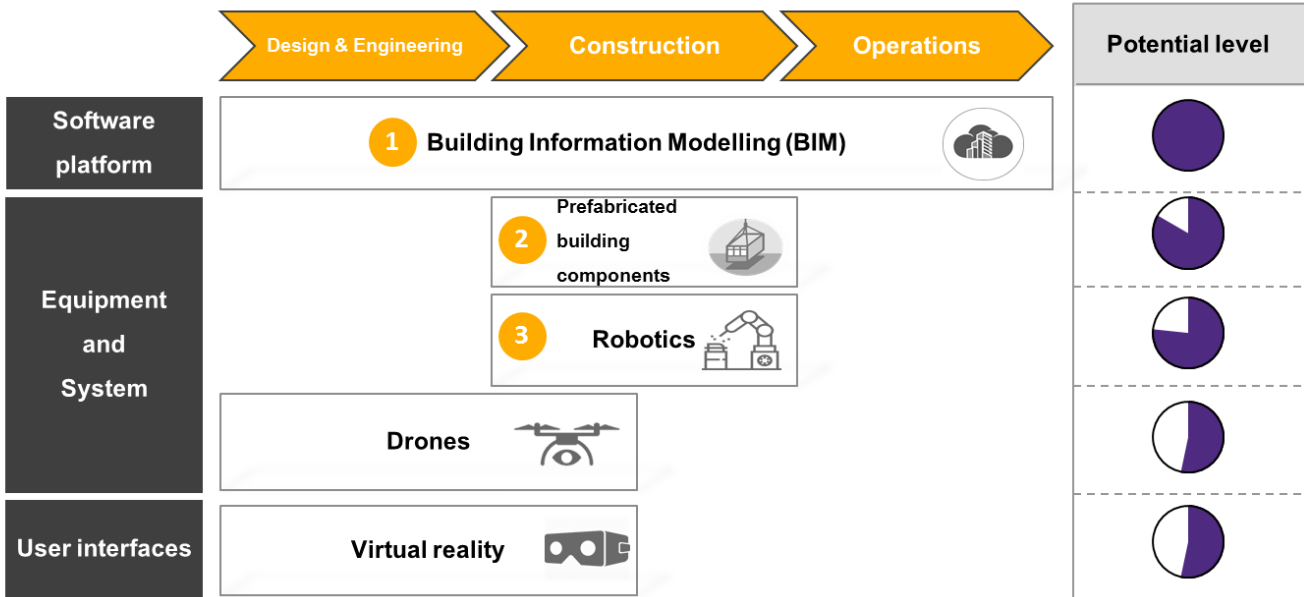 Design & Engineering
Construction
Operations
Potential level
Software
platform
1
Building Information Modelling (BIM)
Equipment
and
System
2
Prefabricated
building
components
3
Robotics
Drones
User interfaces
Virtual reality